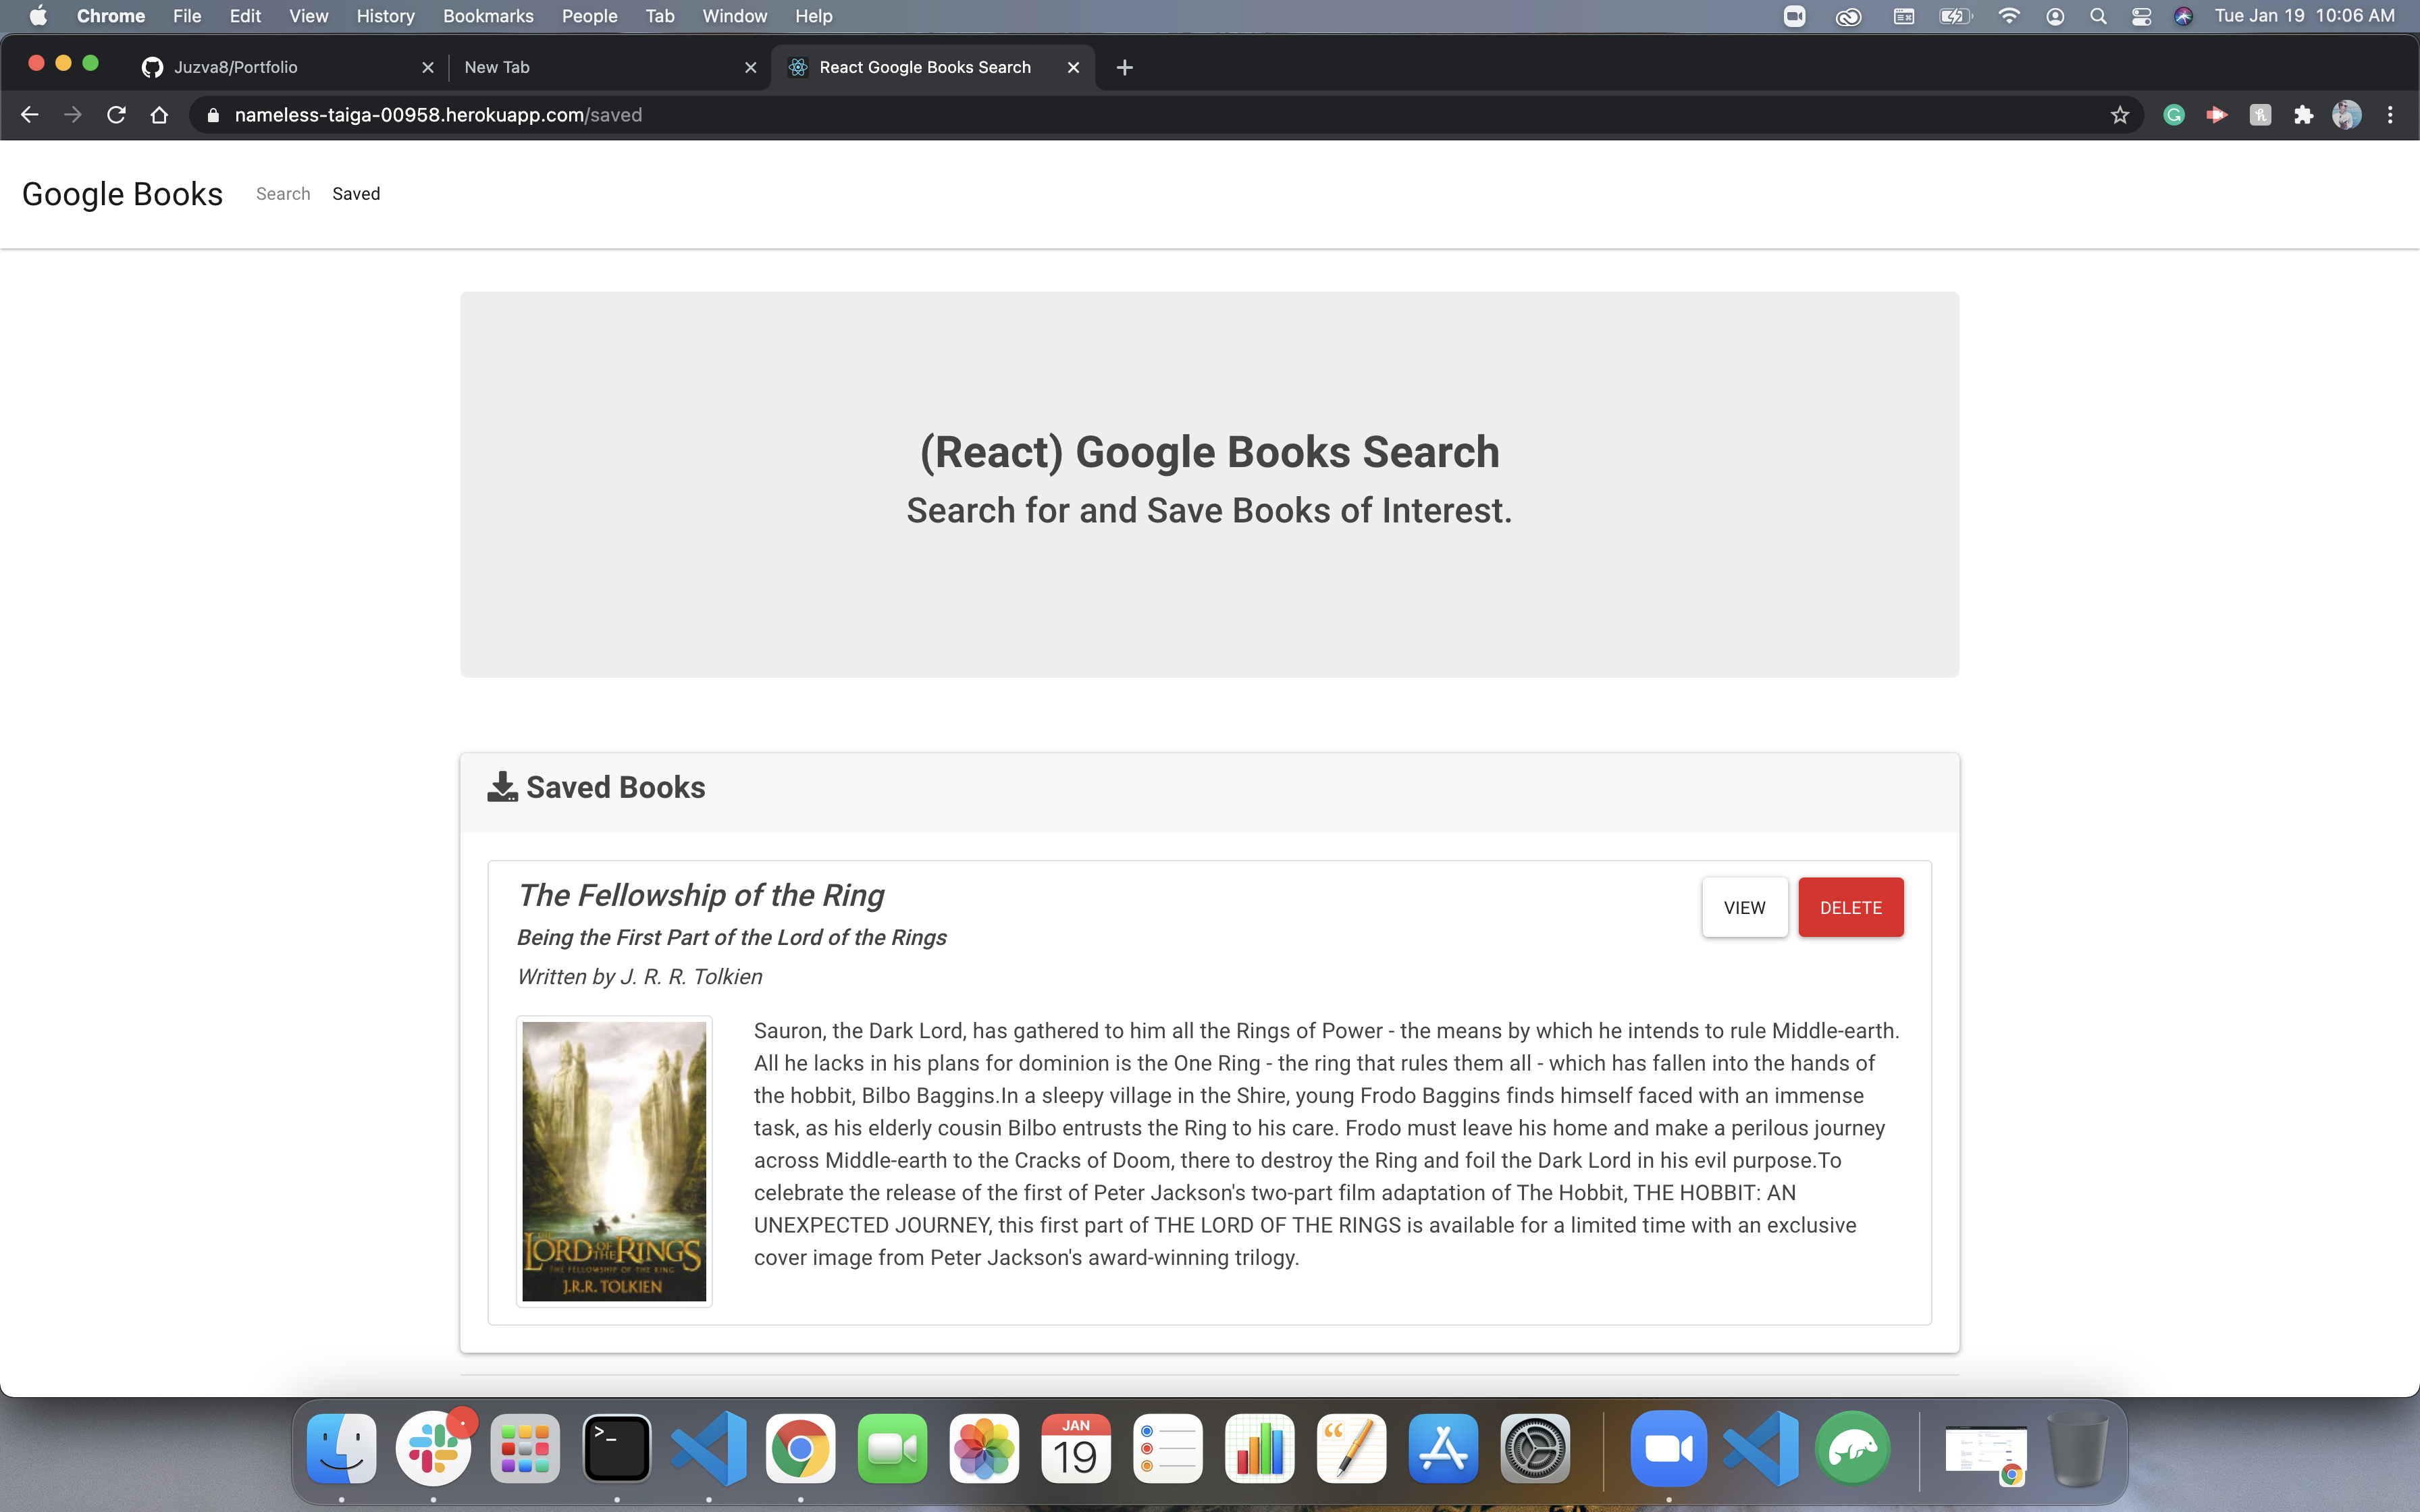 Chrome File Edit View History Bookmarks People Tab Window Help Tue Jan 19 10:06 AM
Juzva8/Portfolio New Tab React Google Books Search
nameless-taiga-00958.herokuapp.com/saved
Google Books Search Saved
(React) Google Books Search
Search for and Save Books of Interest.
Saved Books
The Fellowship of the Ring
VIEW DELETE
Being the First Part of the Lord of the Rings
Written by J. R. R. Tolkien
Sauron, the Dark Lord, has gathered to him all the Rings of Power - the means by which he intends to rule Middle-earth.
All he lacks in his plans for dominion is the One Ring - the ring that rules them all - which has fallen into the hands of
the hobbit, Bilbo Baggins.In a sleepy village in the Shire, young Frodo Baggins finds himself faced with an immense
task, as his elderly cousin Bilbo entrusts the Ring to his care. Frodo must leave his home and make a perilous journey
across Middle-earth to the Cracks of Doom, there to destroy the Ring and foil the Dark Lord in his evil purpose.To
celebrate the release of the first of Peter Jackson's two-part film adaptation of The Hobbit, THE HOBBIT: AN
UNEXPECTED JOURNEY, this first part of THE LORD OF THE RINGS is available for a limited time with an exclusive
cover image from Peter Jackson's award-winning trilogy.
THE LORD OF THE RINGS
THE FELLOWSHIP OF THE RING
J.R.R. TOLKIEN
JAN
19